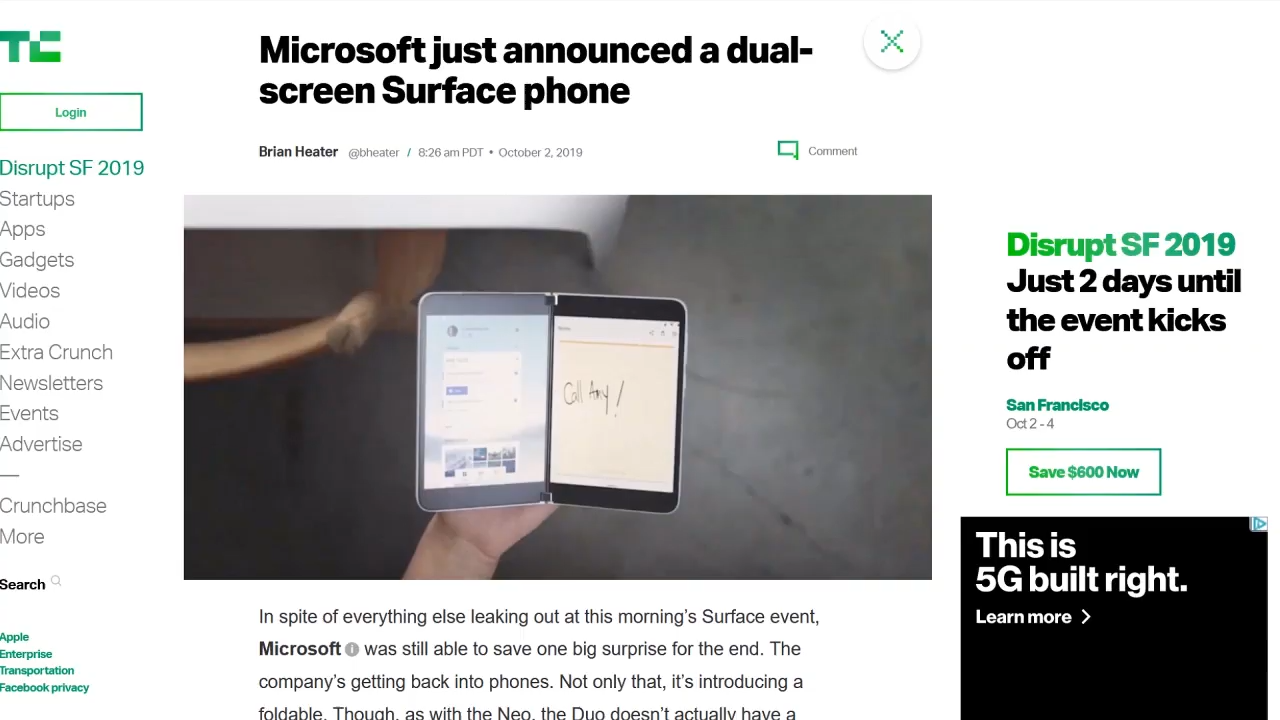 TC
Login
Disrupt SF 2019
Startups
Apps
Gadgets
Videos
Audio
Extra Crunch
Newsletters
Events
Advertise
—
Crunchbase
More
Search
Apple
Enterprise
Transportation
Facebook privacy
Microsoft just announced a dual-
screen Surface phone
Brian Heater @bheater / 8:26 am PDT • October 2, 2019
Comment
Call Amy!
In spite of everything else leaking out at this morning’s Surface event,
Microsoft was still able to save one big surprise for the end. The
company’s getting back into phones. Not only that, it’s introducing a
foldable. Though, as with the Neo, the Duo doesn’t actually have a
Disrupt SF 2019
Just 2 days until
the event kicks
off
San Francisco
Oct 2 - 4
Save $600 Now
This is
5G built right.
Learn more